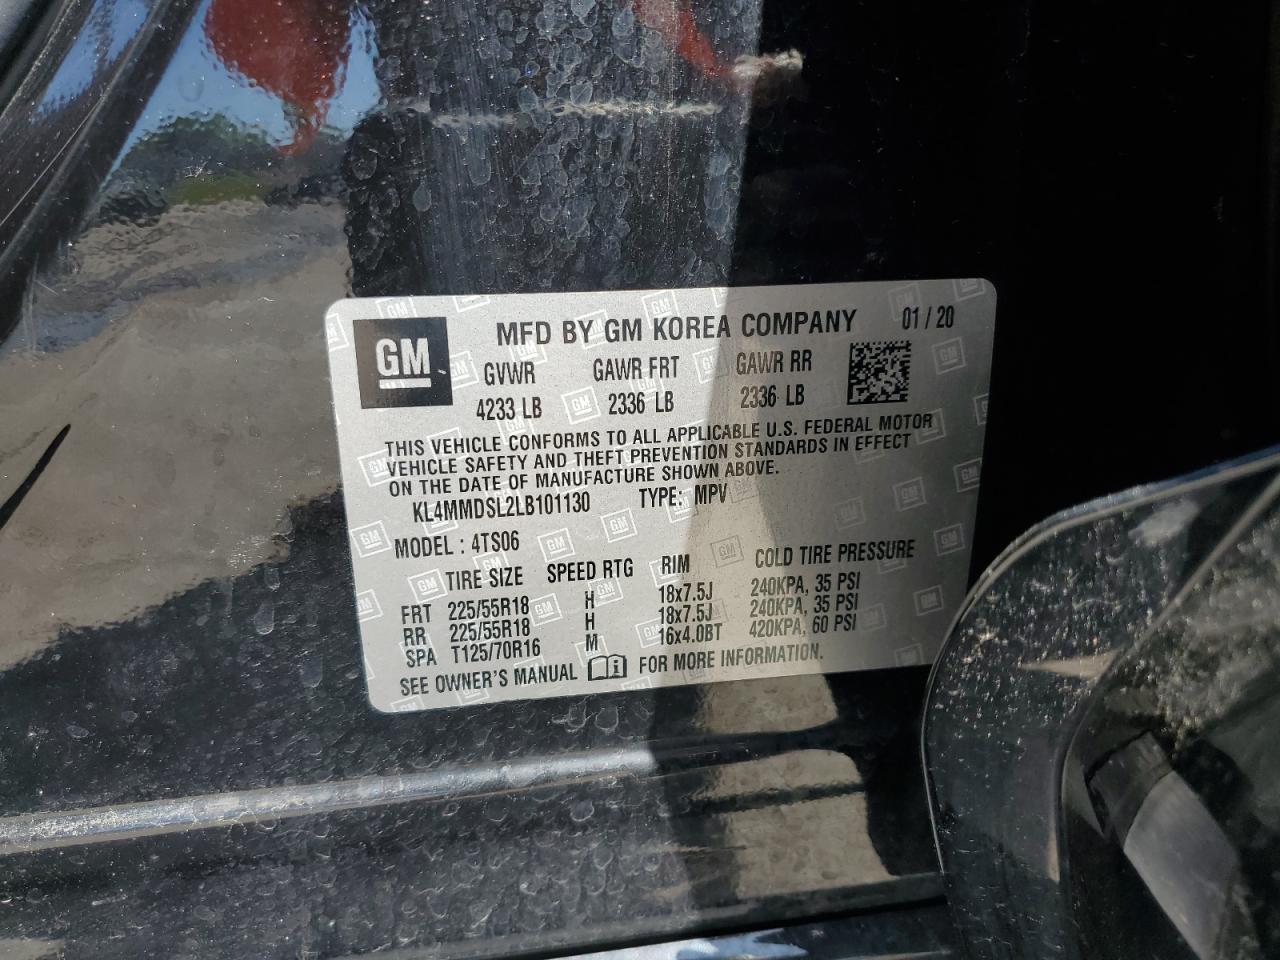 MFD BY GM KOREA COMPANY 01 / 20
GM
GVWR GAWR FRT GAWR RR
4233 LB 2336 LB 2336 LB
THIS VEHICLE CONFORMS TO ALL APPLICABLE U.S. FEDERAL MOTOR
VEHICLE SAFETY AND THEFT PREVENTION STANDARDS IN EFFECT
ON THE DATE OF MANUFACTURE SHOWN ABOVE.
KL4MMDSL2LB101130 TYPE: MPV
MODEL : 4TS06
TIRE SIZE SPEED RTG RIM COLD TIRE PRESSURE
FRT 225/55R18 H 18x7.5J 240KPA, 35 PSI
RR 225/55R18 H 18x7.5J 240KPA, 35 PSI
SPA T125/70R16 M 16x4.0BT 420KPA, 60 PSI
SEE OWNER'S MANUAL FOR MORE INFORMATION.